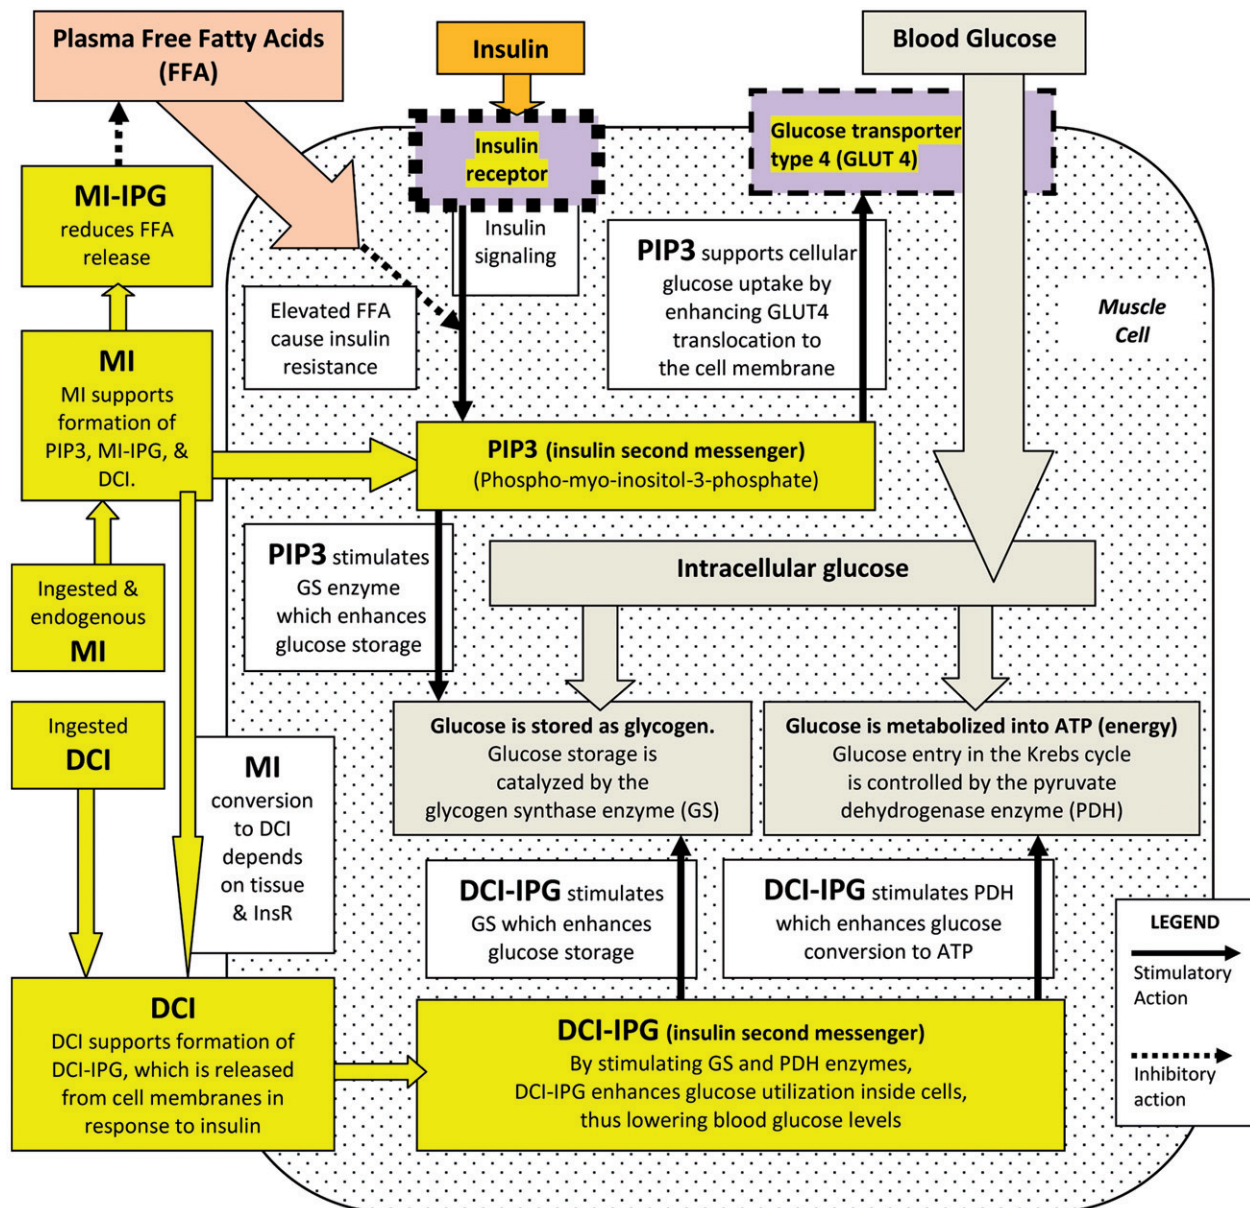 Plasma Free Fatty Acids
(FFA)
Insulin
Blood Glucose
Insulin
receptor
Glucose transporter
type 4 (GLUT 4)
MI-IPG
reduces FFA
release
Insulin
signaling
PIP3 supports cellular
glucose uptake by
enhancing GLUT4
translocation to
the cell membrane
Muscle
Cell
Elevated FFA
cause insulin
resistance
MI
MI supports
formation of
PIP3, MI-IPG, &
DCI.
PIP3 (insulin second messenger)
(Phospho-myo-inositol-3-phosphate)
PIP3 stimulates
GS enzyme
which enhances
glucose storage
Intracellular glucose
Ingested &
endogenous
MI
Ingested
DCI
Glucose is stored as glycogen.
Glucose storage is
catalyzed by the
glycogen synthase enzyme (GS)
Glucose is metabolized into ATP (energy)
Glucose entry in the Krebs cycle
is controlled by the pyruvate
dehydrogenase enzyme (PDH)
MI
conversion
to DCI
depends
on tissue
& InsR
DCI-IPG stimulates
GS which enhances
glucose storage
DCI-IPG stimulates PDH
which enhances glucose
conversion to ATP
LEGEND
Stimulatory
Action
Inhibitory
action
DCI
DCI supports formation of
DCI-IPG, which is released
from cell membranes in
response to insulin
DCI-IPG (insulin second messenger)
By stimulating GS and PDH enzymes,
DCI-IPG enhances glucose utilization inside cells,
thus lowering blood glucose levels